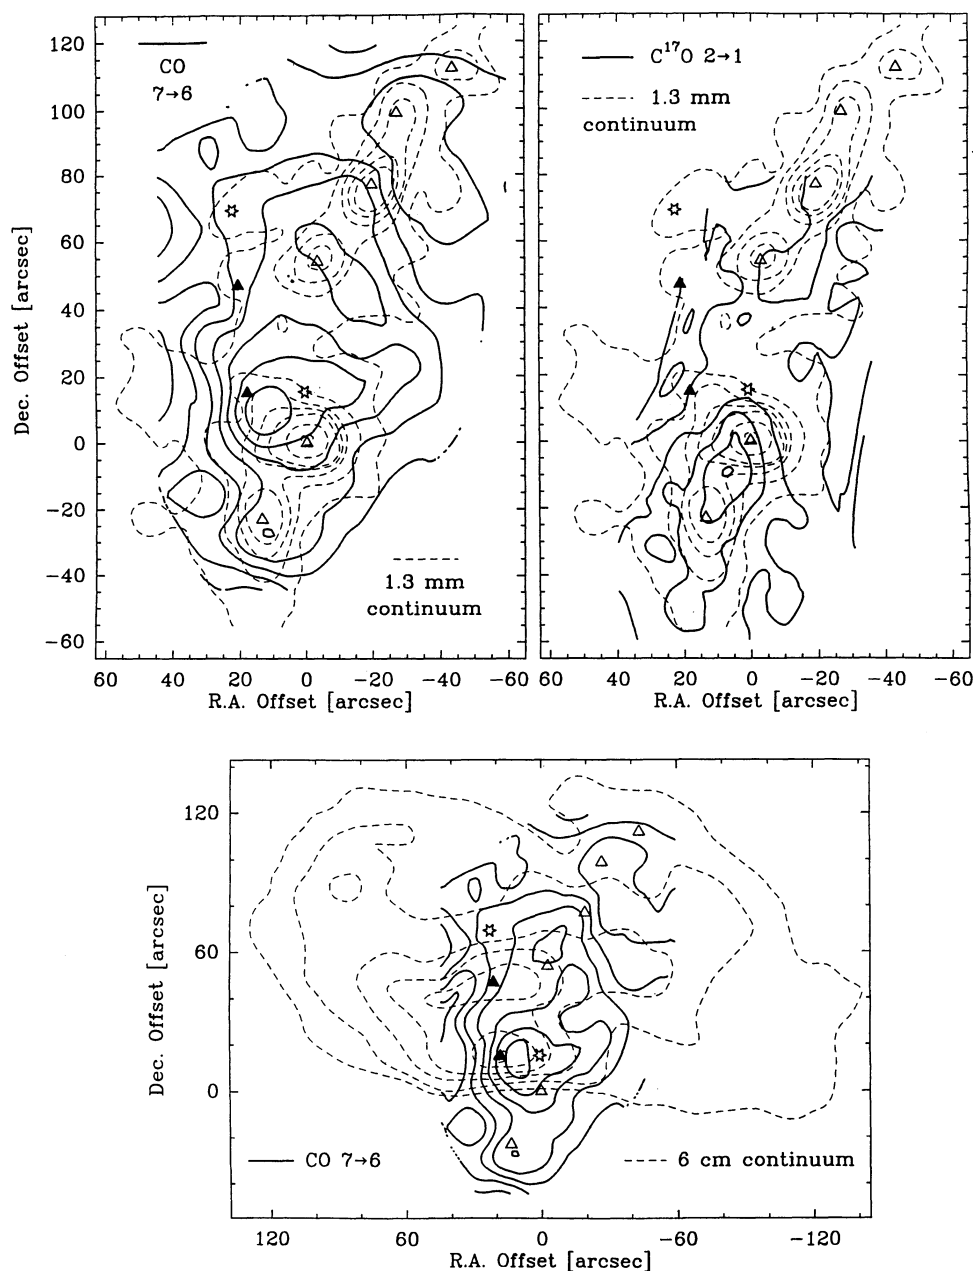 CO
7→6
120
100
80
60
40
20
0
−20
−40
−60
Dec. Offset [arcsec]
1.3 mm
continuum
60 40 20 0 −20 −40 −60
R.A. Offset [arcsec]
C¹⁷O 2→1
1.3 mm
continuum
60 40 20 0 −20 −40 −60
R.A. Offset [arcsec]
120
60
0
Dec. Offset [arcsec]
CO 7→6
6 cm continuum
120 60 0 −60 −120
R.A. Offset [arcsec]